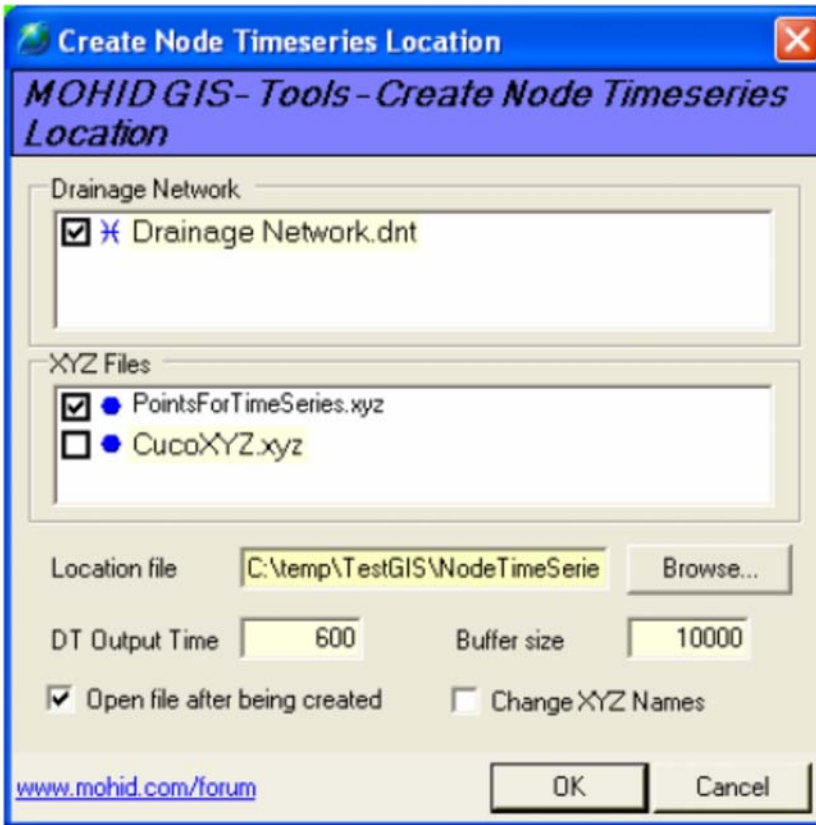 Create Node Timeseries Location
MOHID GIS - Tools - Create Node Timeseries
Location
Drainage Network
Drainage Network.dnt
XYZ Files
PointsForTimeSeries.xyz
CucoXYZ.xyz
Location file
C:\temp\TestGIS\NodeTimeSerie
Browse...
DT Output Time
600
Buffer size
10000
Open file after being created
Change XYZ Names
www.mohid.com/forum
OK
Cancel